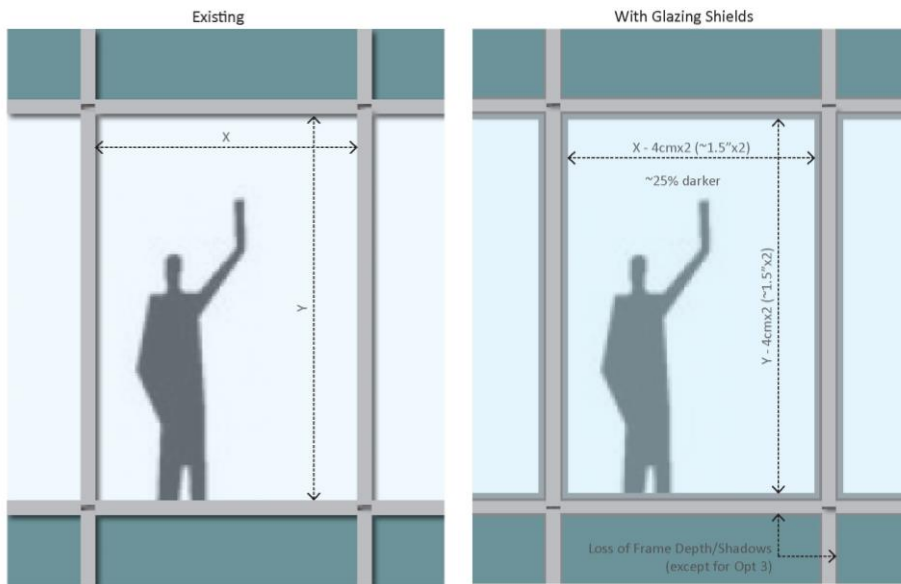 Existing
With Glazing Shields
X
Y
X - 4cmx2 (~1.5"x2)
~25% darker
Y - 4cmx2 (~1.5"x2)
Loss of Frame Depth/Shadows
(except for Opt 3)